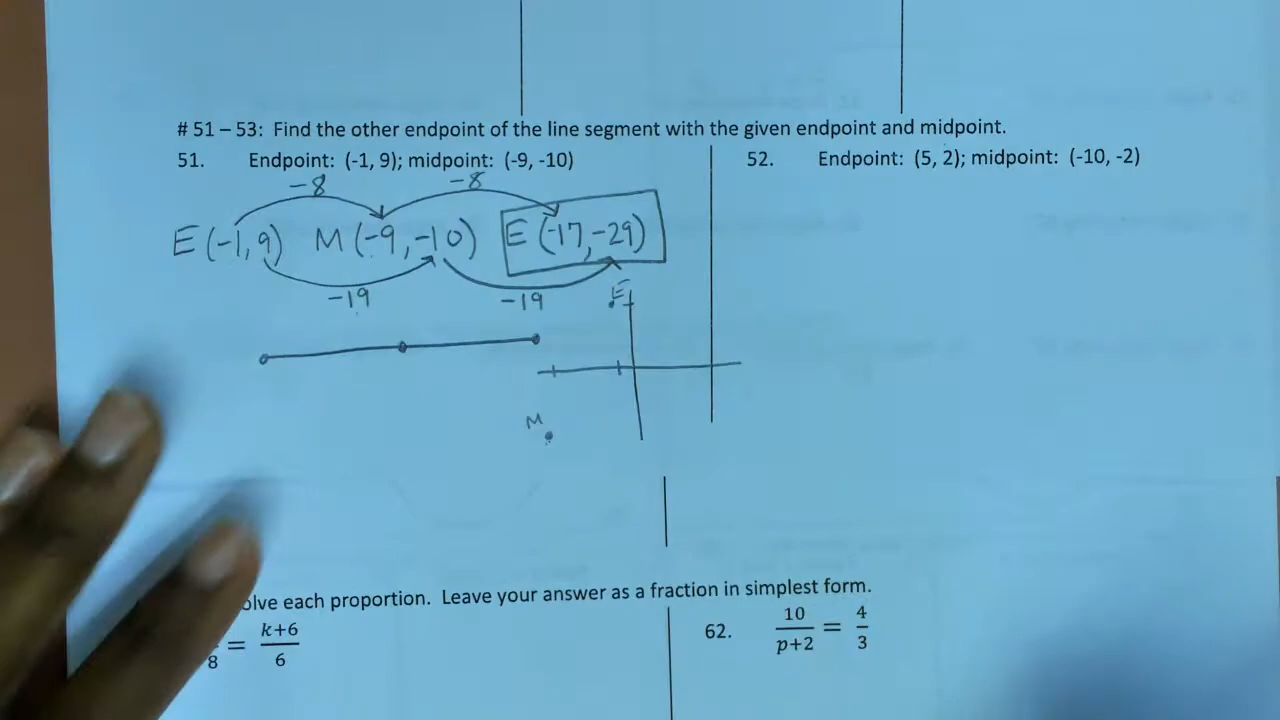 # 51 – 53: Find the other endpoint of the line segment with the given endpoint and midpoint.
51. Endpoint: (-1, 9); midpoint: (-9, -10)
52. Endpoint: (5, 2); midpoint: (-10, -2)
-8 -8
E(-1,9) M(-9,-10) E(-17,-29)
-19 -19
E
M
olve each proportion. Leave your answer as a fraction in simplest form.
8 = k+6/6
62. 10/p+2 = 4/3